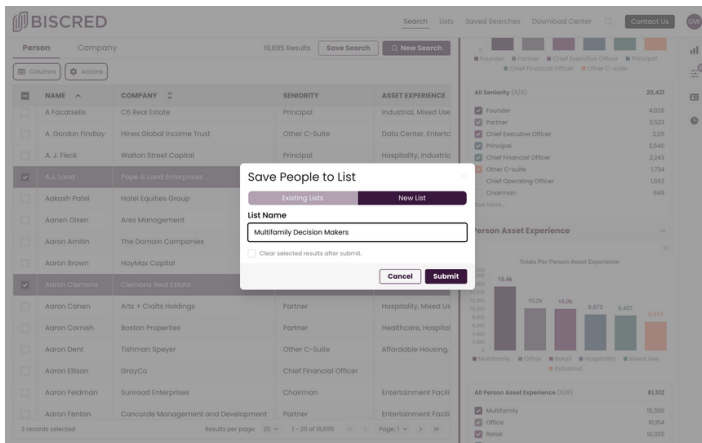 BISCRED
Search Lists Saved Searches Download Center Contact Us OW
Person Company 19,695 Results Save Search New Search
Columns Actions
NAME COMPANY SENIORITY ASSET EXPERIENCE
A Facatselis C6 Real Estate Principal Industrial, Mixed Use
A. Gordon Findlay Hines Global Income Trust Other C-Suite Data Center, Enterta
A. J. Fleck Walton Street Capital Principal Hospitality, Industria
A.J. Land Pope & Land Enterprises
Aakash Patel Hotel Equities Group
Aanen Olsen Ares Management
Aaron Amitin The Domain Companies
Aaron Brown HayMax Capital
Aaron Clemens Clemons Real Estate
Aaron Cohen Arts + Crafts Holdings Partner Hospitality, Mixed Us
Aaron Cornish Boston Properties Partner Healthcare, Hospital
Aaron Dent Tishman Speyer Other C-Suite Affordable Housing,
Aaron Ellison GrayCo Chief Financial Officer
Aaron Feldman Sunroad Enterprises Chairman Entertainment Facili
Aaron Fenton Concorde Management and Development Partner Entertainment Facili
3 records selected Results per page: 20 1 - 20 of 19,695 Page 1
Save People to List
Existing Lists New List
List Name
Multifamily Decision Makers
Clear selected results after submit.
Cancel Submit
0
Founder Partner Chief Executive Officer Principal
Chief Financial Officer Other C-suite
All Seniority (6/6) 20,421
Founder 4,026
Partner 3,522
Chief Executive Officer
Principal 2,640
Chief Financial Officer 2,243
Other C-suite 1,734
Chief Operating Officer 1,593
Chairman 646
Person Asset Experience
Totals Per Person Asset Experience
15.4k 10.2k 10.0k 8,673 8,427
Multifamily Office Retail Hospitality Mixed Use
Industrial
All Person Asset Experience (6/6) 81,512
Multifamily 15,350
Office 10,154
Retail 10,020